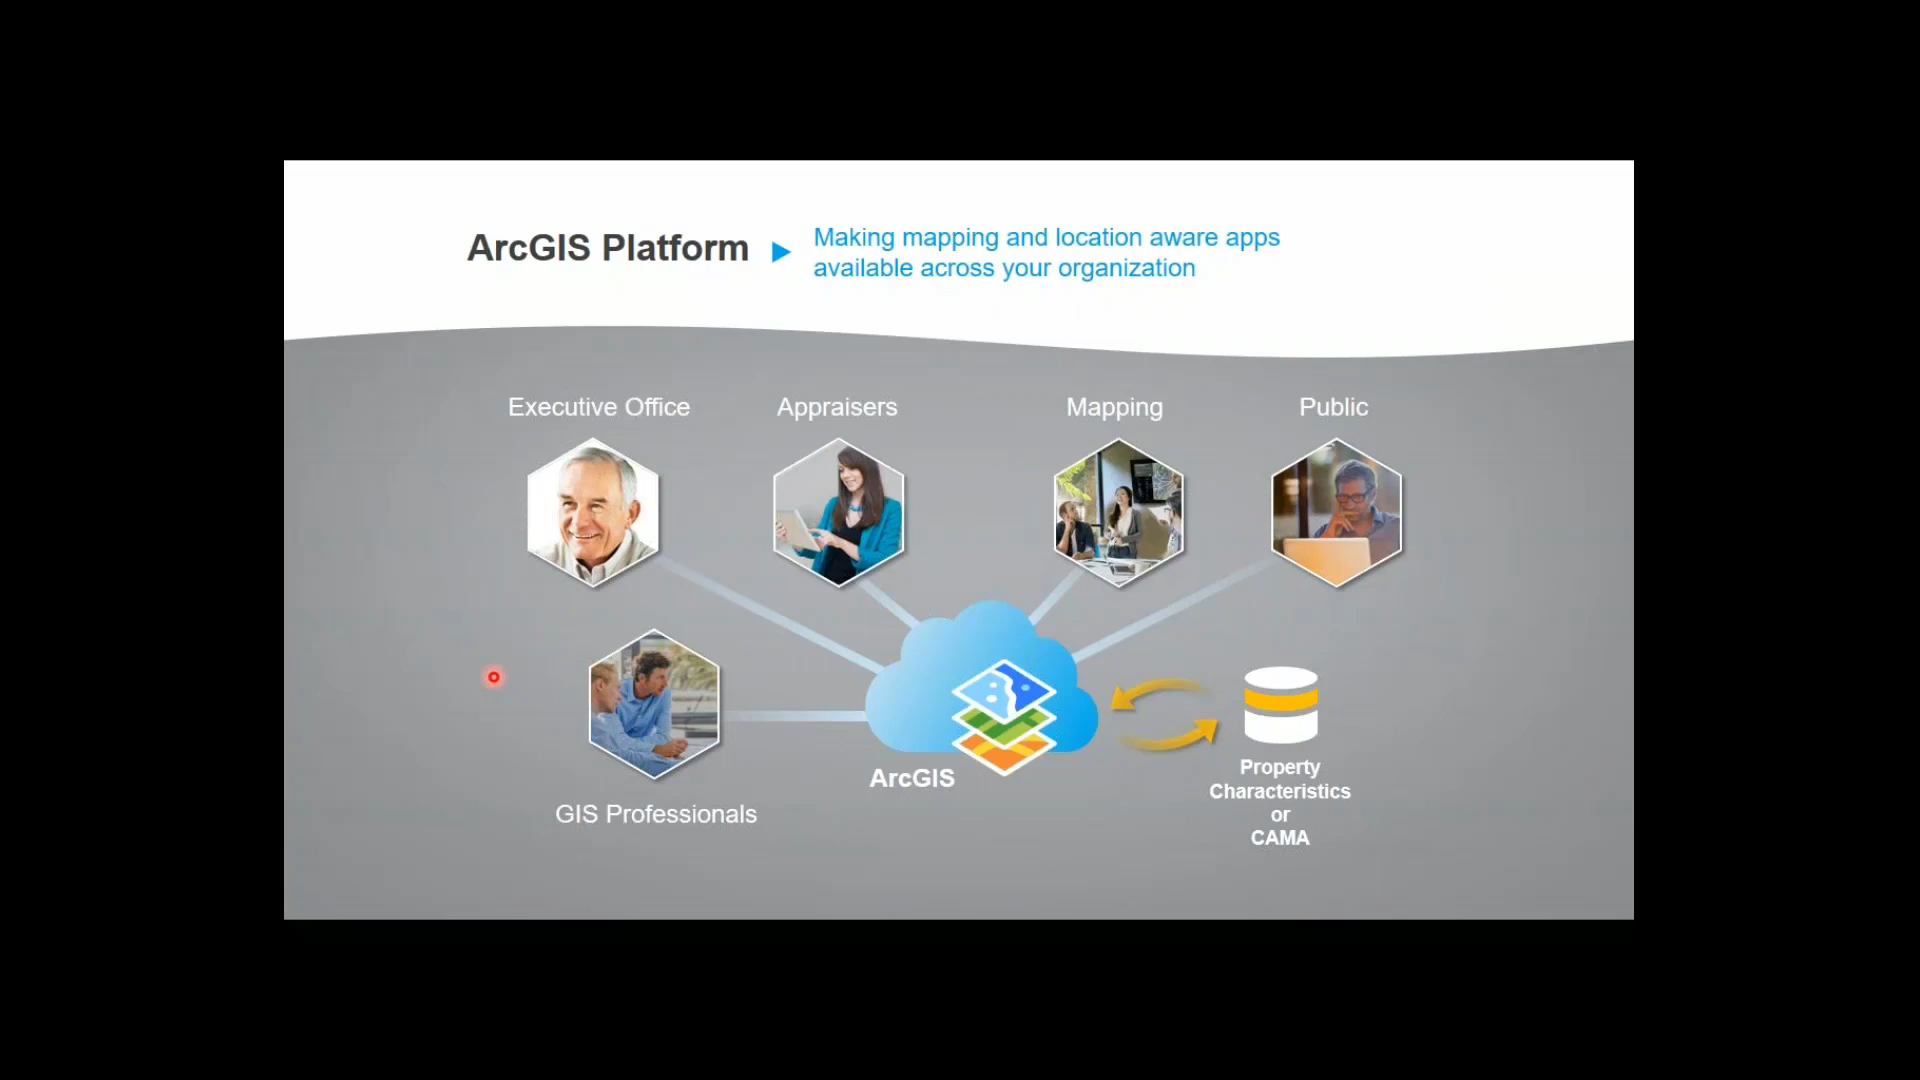 ArcGIS Platform
Making mapping and location aware apps
available across your organization
Executive Office
Appraisers
Mapping
Public
GIS Professionals
ArcGIS
Property
Characteristics
or
CAMA